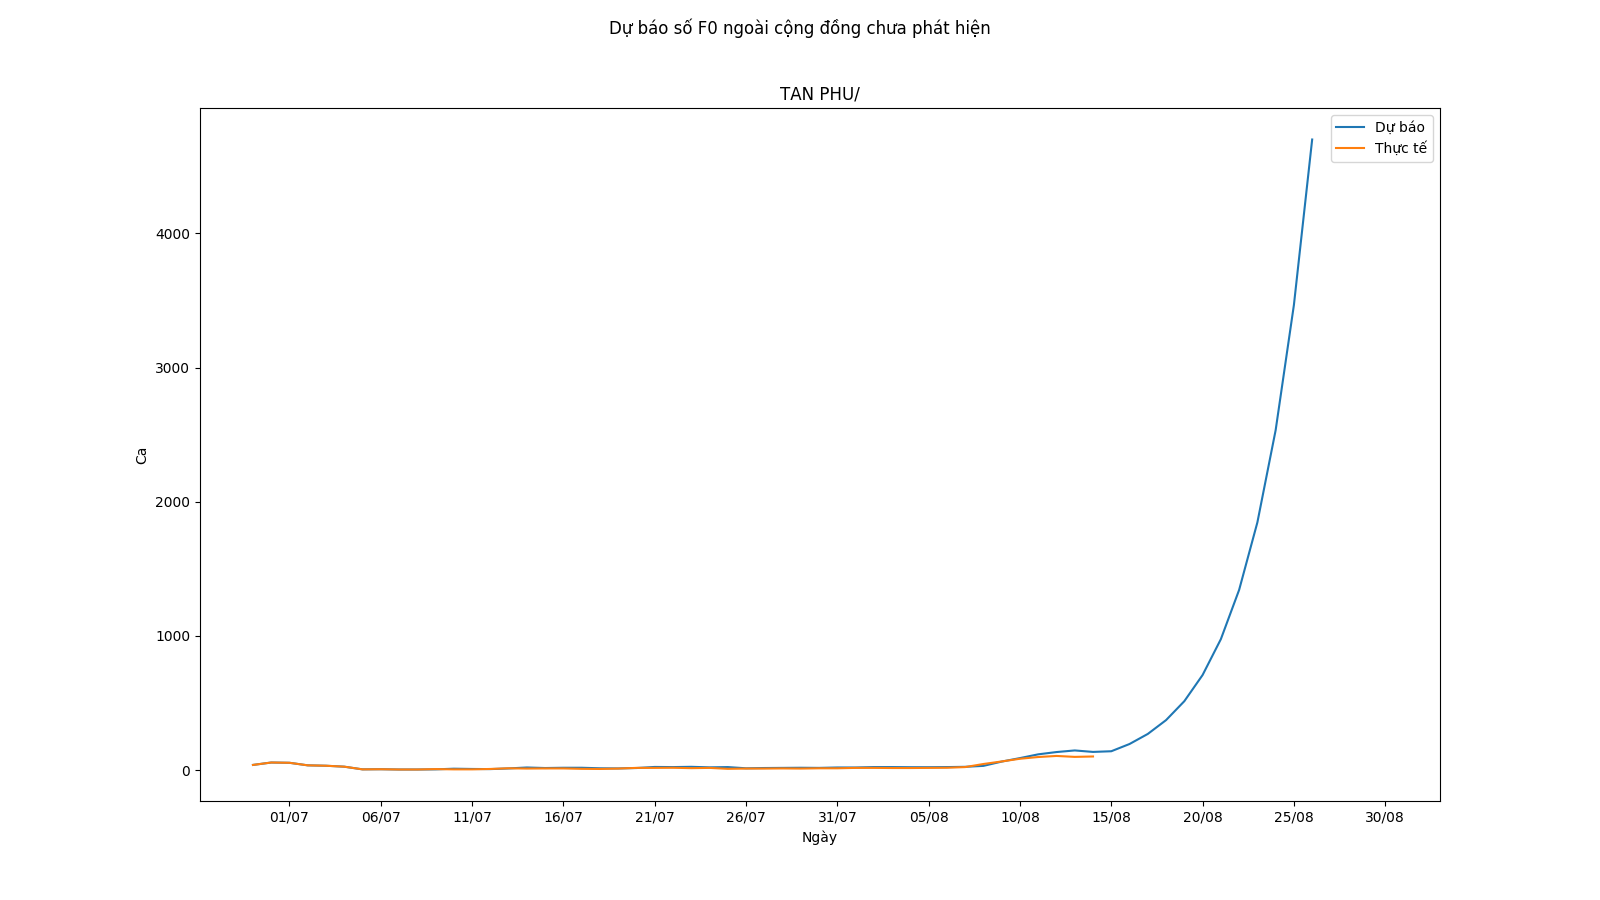 Dự báo số F0 ngoài cộng đồng chưa phát hiện
TAN PHU/
Dự báo
Thực tế
4000
3000
2000
1000
0
Ca
01/07 06/07 11/07 16/07 21/07 26/07 31/07 05/08 10/08 15/08 20/08 25/08 30/08
Ngày